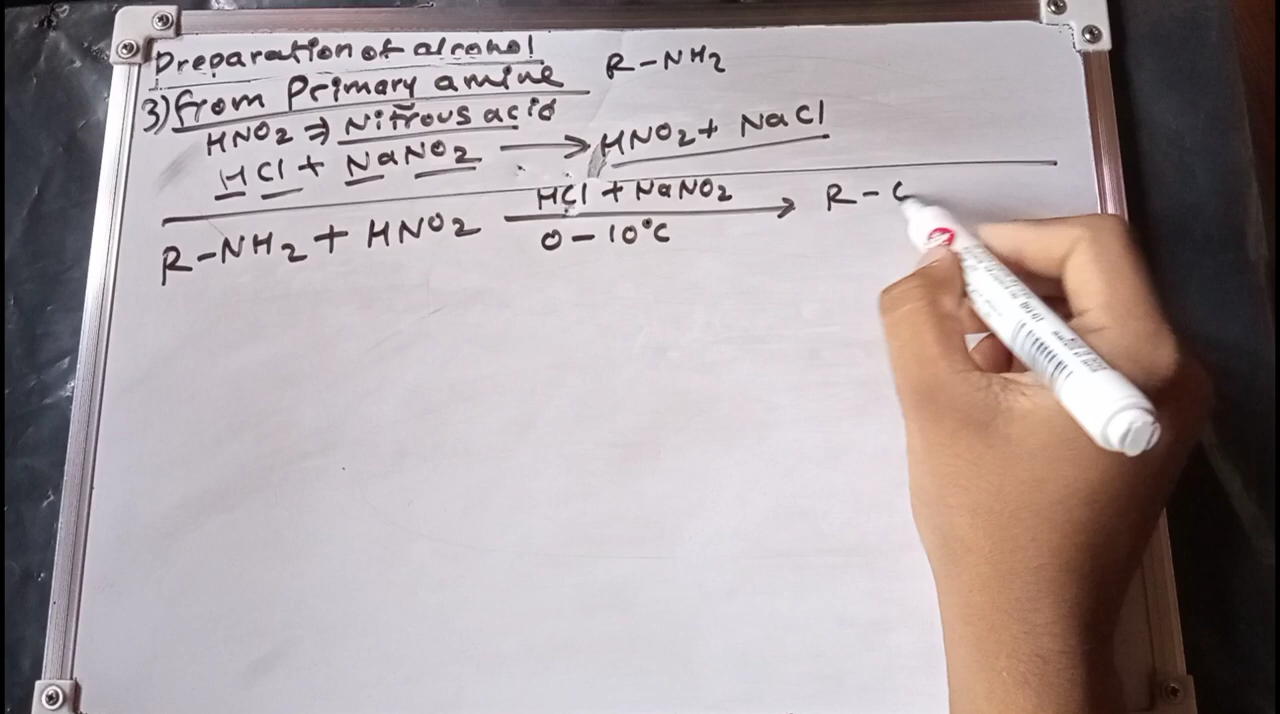 Preparation of alcohol
3) from Primary amine R-NH2
HNO2 ⇒ Nitrous acid
HCl + NaNO2 ⟶ HNO2 + NaCl
R-NH2 + HNO2 HCl + NaNO2 ⟶ R-
0-10°C